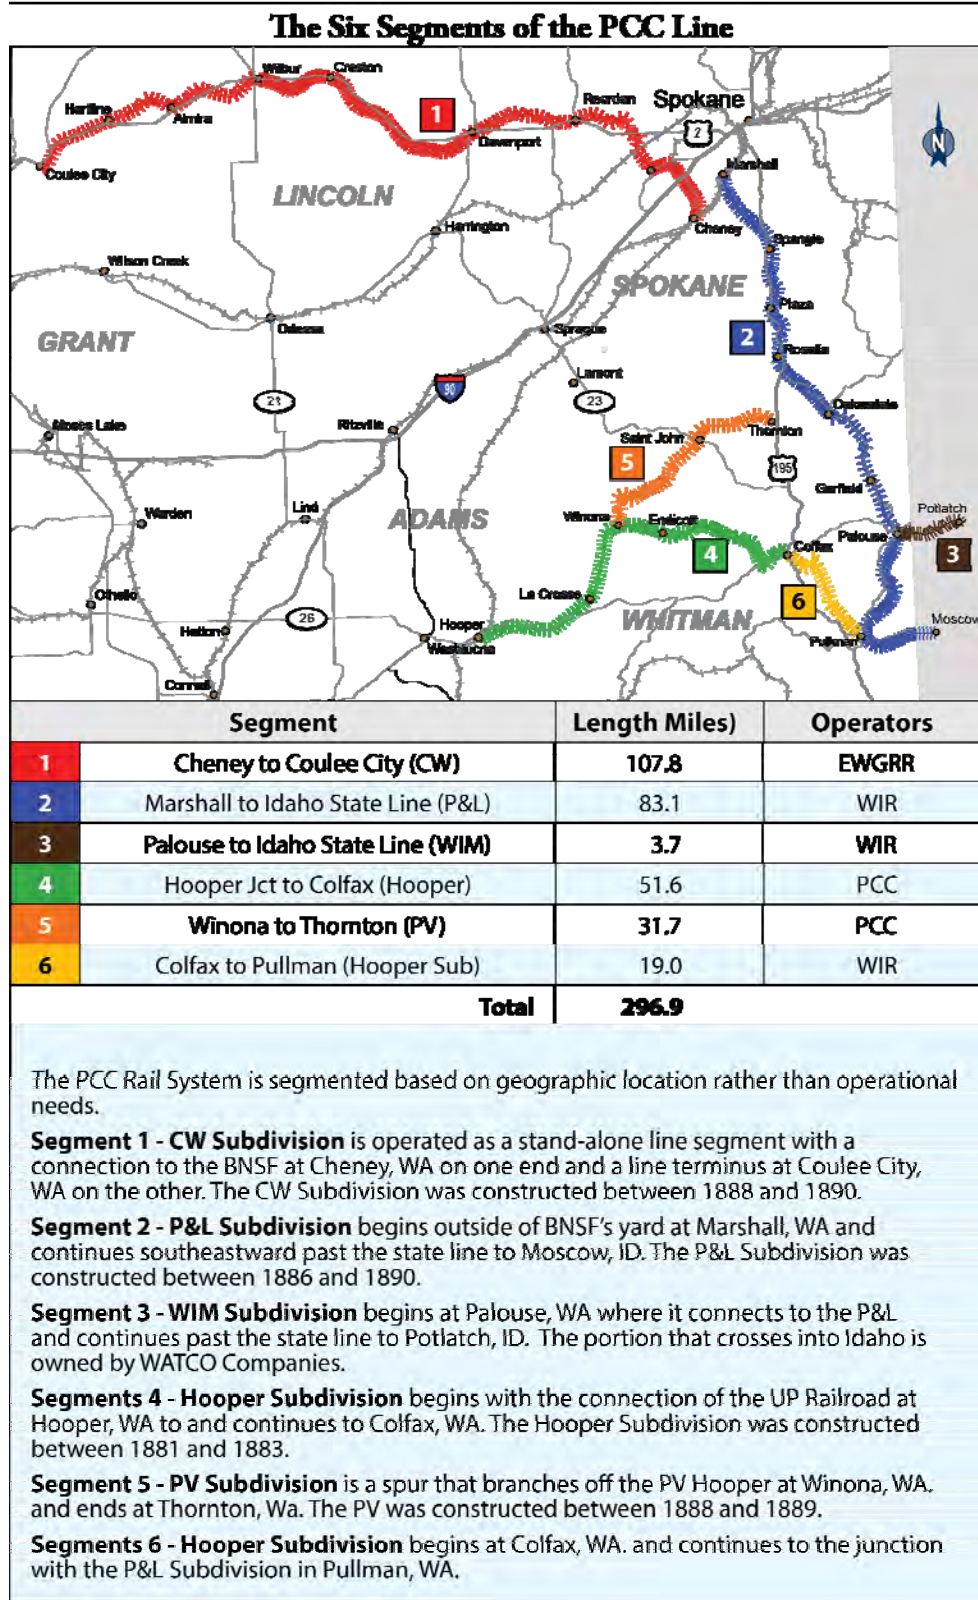 The Six Segments of the PCC Line
Wilbur
Creston
Hartline
Almira
Coulee City
1
Davenport
Reardan
Spokane
2
Marshall
N
LINCOLN
Harrington
Cheney
Spangle
Wilson Creek
SPOKANE
Plaza
GRANT
Odessa
Sprague
2
Rosalia
Lamont
90
21
23
Oakesdale
Moses Lake
Ritzville
Saint John
Thornton
5
195
Garfield
Warden
Lind
ADAMS
Winona
Endicott
4
Colfax
Palouse
Potlatch
3
Othello
La Crosse
6
26
Hooper
WHITMAN
Moscow
Hatton
Washtucna
Pullman
Connell
Segment Length Miles) Operators
1 Cheney to Coulee City (CW) 107.8 EWGRR
2 Marshall to Idaho State Line (P&L) 83.1 WIR
3 Palouse to Idaho State Line (WIM) 3.7 WIR
4 Hooper Jct to Colfax (Hooper) 51.6 PCC
5 Winona to Thornton (PV) 31.7 PCC
6 Colfax to Pullman (Hooper Sub) 19.0 WIR
Total 296.9
The PCC Rail System is segmented based on geographic location rather than operational
needs.
Segment 1 - CW Subdivision is operated as a stand-alone line segment with a
connection to the BNSF at Cheney, WA on one end and a line terminus at Coulee City,
WA on the other. The CW Subdivision was constructed between 1888 and 1890.
Segment 2 - P&L Subdivision begins outside of BNSF's yard at Marshall, WA and
continues southeastward past the state line to Moscow, ID. The P&L Subdivision was
constructed between 1886 and 1890.
Segment 3 - WIM Subdivision begins at Palouse, WA where it connects to the P&L
and continues past the state line to Potlatch, ID. The portion that crosses into Idaho is
owned by WATCO Companies.
Segments 4 - Hooper Subdivision begins with the connection of the UP Railroad at
Hooper, WA to and continues to Colfax, WA. The Hooper Subdivision was constructed
between 1881 and 1883.
Segment 5 - PV Subdivision is a spur that branches off the PV Hooper at Winona, WA.
and ends at Thornton, Wa. The PV was constructed between 1888 and 1889.
Segments 6 - Hooper Subdivision begins at Colfax, WA. and continues to the junction
with the P&L Subdivision in Pullman, WA.